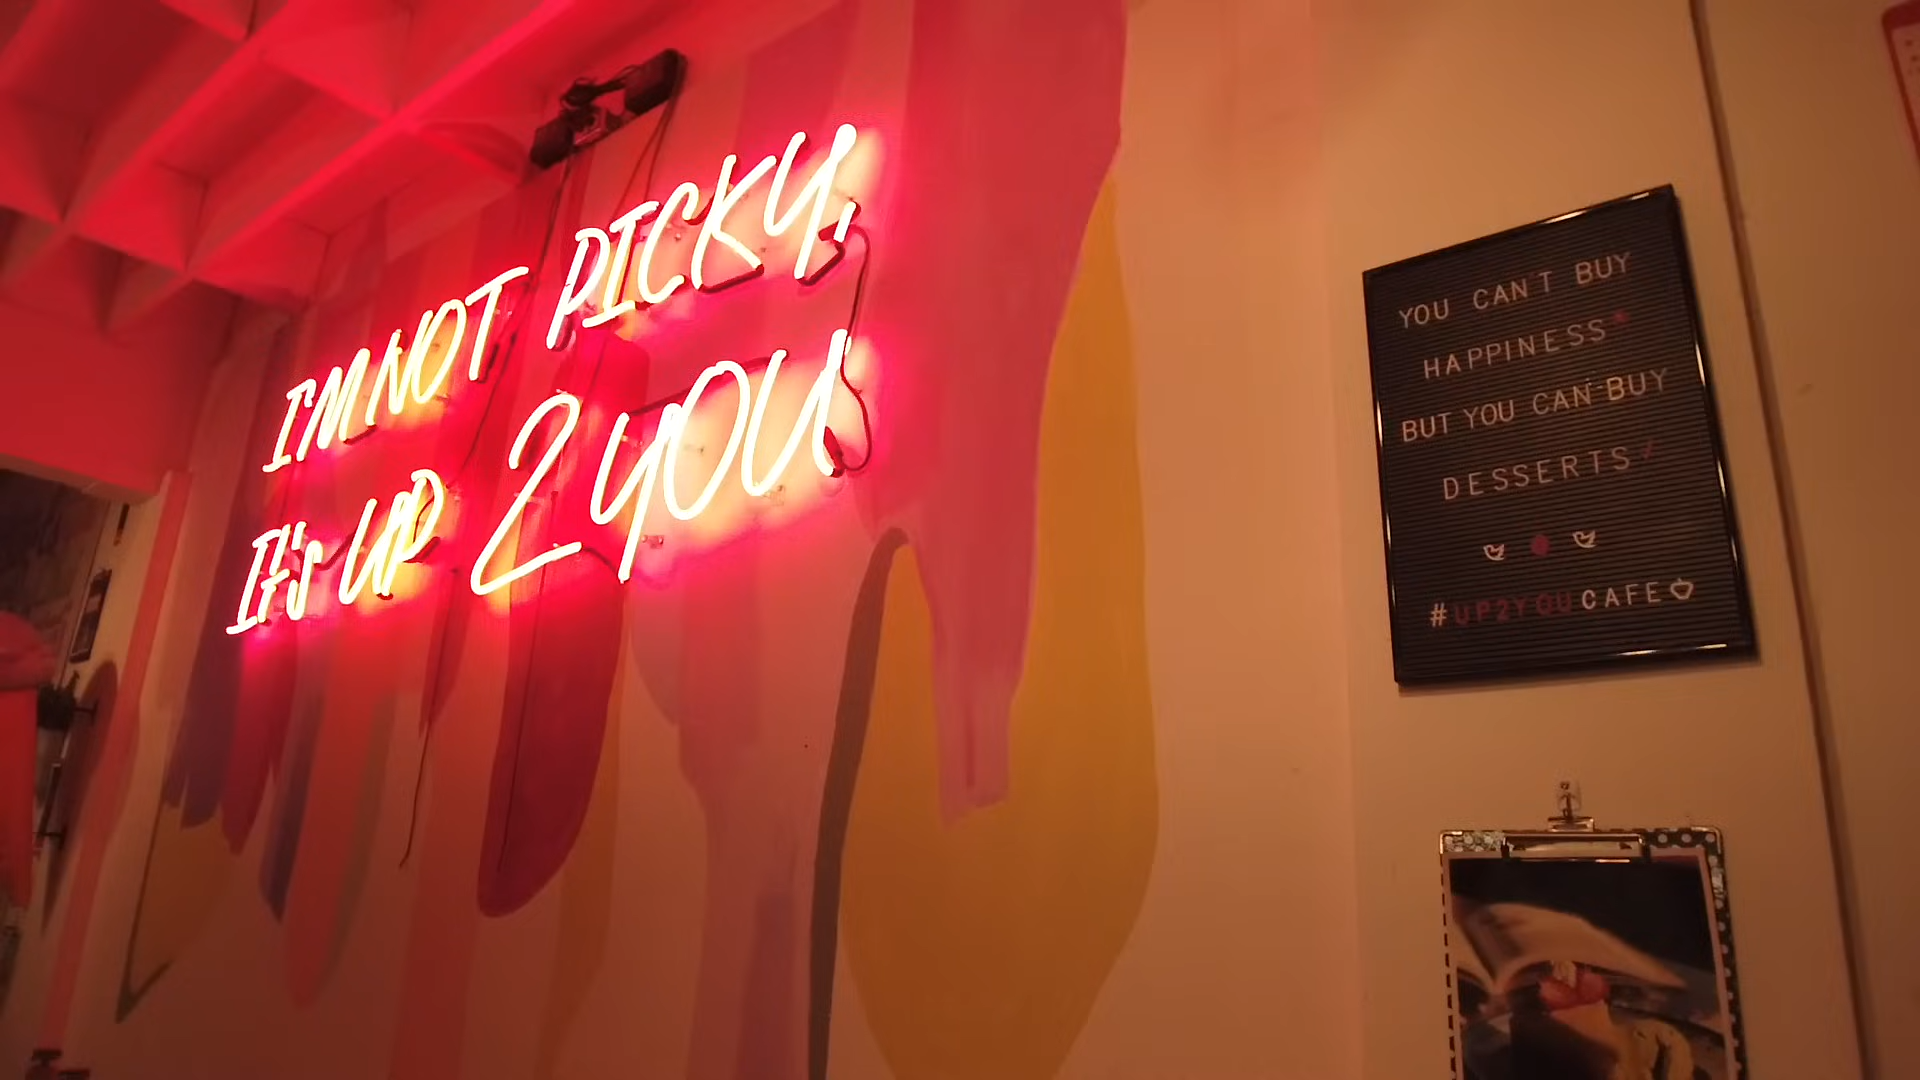 I'M NOT PICKY,
It's UP 2 YOU
YOU CAN'T BUY
HAPPINESS
BUT YOU CAN BUY
DESSERTS
#UP2YOUCAFE